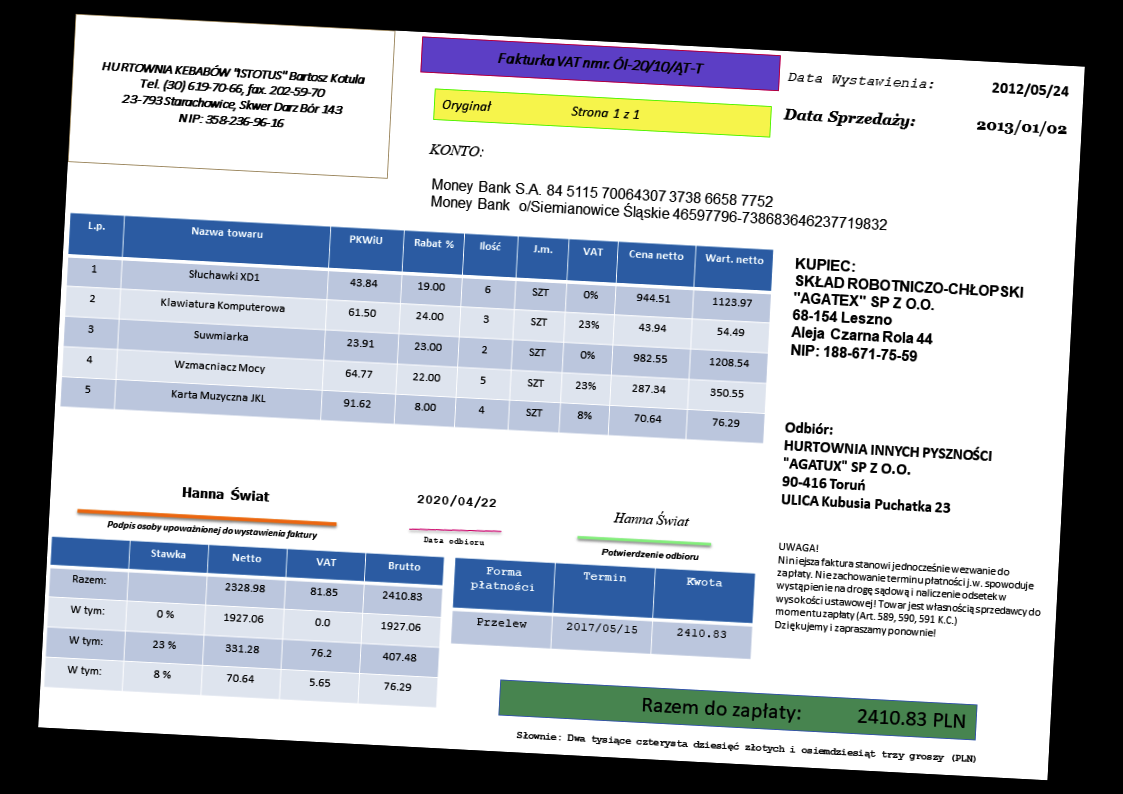 HURTOWNIA KEBABÓW "ISTOTUS" Bartosz Kotula
Tel. (30) 619-70-66, fax. 202-59-70
23-793 Starachowice, Skwer Darz Bór 143
NIP: 358-236-96-16
Fakturka VAT nmr. Ól-20/10/ĄT-T
Oryginał Strona 1 z 1
Data Wystawienia: 2012/05/24
Data Sprzedaży: 2013/01/02
KONTO:
Money Bank S.A. 84 5115 70064307 3738 6658 7752
Money Bank o/Siemianowice Śląskie 46597796-738683646237719832
L.p. Nazwa towaru PKWiU Rabat % Ilość J.m. VAT Cena netto Wart. netto
1 Słuchawki XD1 43.84 19.00 6 SZT 0% 944.51 1123.97
2 Klawiatura Komputerowa 61.50 24.00 3 SZT 23% 43.94 54.49
3 Suwmiarka 23.91 23.00 2 SZT 0% 982.55 1208.54
4 Wzmacniacz Mocy 64.77 22.00 5 SZT 23% 287.34 350.55
5 Karta Muzyczna JKL 91.62 8.00 4 SZT 8% 70.64 76.29
KUPIEC:
SKŁAD ROBOTNICZO-CHŁOPSKI
"AGATEX" SP Z O.O.
68-154 Leszno
Aleja Czarna Rola 44
NIP: 188-671-75-59
Odbiór:
HURTOWNIA INNYCH PYSZNOŚCI
"AGATUX" SP Z O.O.
90-416 Toruń
ULICA Kubusia Puchatka 23
Hanna Świat
Podpis osoby upoważnionej do wystawienia faktury
2020/04/22
Data odbioru
Hanna Świat
Potwierdzenie odbioru
Stawka Netto VAT Brutto
Razem: 2328.98 81.85 2410.83
W tym: 0 % 1927.06 0.0 1927.06
W tym: 23 % 331.28 76.2 407.48
W tym: 8 % 70.64 5.65 76.29
Forma płatności Termin Kwota
Przelew 2017/05/15 2410.83
UWAGA!
Niniejsza faktura stanowi jednocześnie wezwanie do
zapłaty. Nie zachowanie terminu płatności j.w. spowoduje
wystąpienie na drogę sądową i naliczenie odsetek w
wysokości ustawowej! Towar jest własnością sprzedawcy do
momentu zapłaty (Art. 589, 590, 591 K.C.)
Dziękujemy i zapraszamy ponownie!
Razem do zapłaty: 2410.83 PLN
Słownie: Dwa tysiące czterysta dziesięć złotych i osiemdziesiąt trzy groszy (PLN)